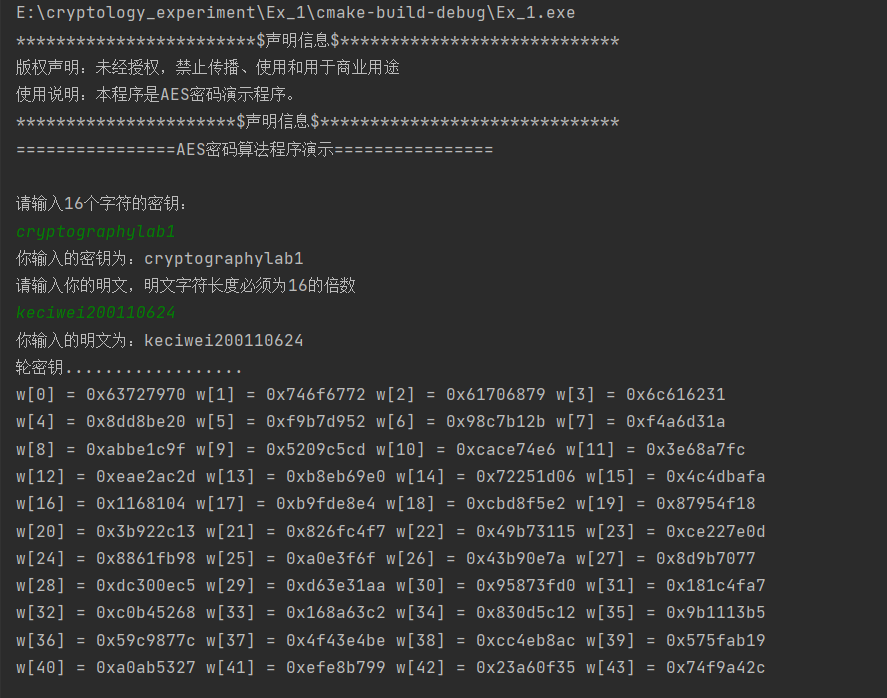 E:\cryptology_experiment\Ex_1\cmake-build-debug\Ex_1.exe
************************$声明信息$****************************
版权声明：未经授权，禁止传播、使用和用于商业用途
使用说明：本程序是AES密码演示程序。
**********************$声明信息$******************************
================AES密码算法程序演示================
请输入16个字符的密钥：
cryptographylab1
你输入的密钥为：cryptographylab1
请输入你的明文，明文字符长度必须为16的倍数
keciwei200110624
你输入的明文为：keciwei200110624
轮密钥..................
w[0] = 0x63727970 w[1] = 0x746f6772 w[2] = 0x61706879 w[3] = 0x6c616231
w[4] = 0x8dd8be20 w[5] = 0xf9b7d952 w[6] = 0x98c7b12b w[7] = 0xf4a6d31a
w[8] = 0xabbe1c9f w[9] = 0x5209c5cd w[10] = 0xcace74e6 w[11] = 0x3e68a7fc
w[12] = 0xeae2ac2d w[13] = 0xb8eb69e0 w[14] = 0x72251d06 w[15] = 0x4c4dbafa
w[16] = 0x1168104 w[17] = 0xb9fde8e4 w[18] = 0xcbd8f5e2 w[19] = 0x87954f18
w[20] = 0x3b922c13 w[21] = 0x826fc4f7 w[22] = 0x49b73115 w[23] = 0xce227e0d
w[24] = 0x8861fb98 w[25] = 0xa0e3f6f w[26] = 0x43b90e7a w[27] = 0x8d9b7077
w[28] = 0xdc300ec5 w[29] = 0xd63e31aa w[30] = 0x95873fd0 w[31] = 0x181c4fa7
w[32] = 0xc0b45268 w[33] = 0x168a63c2 w[34] = 0x830d5c12 w[35] = 0x9b1113b5
w[36] = 0x59c9877c w[37] = 0x4f43e4be w[38] = 0xcc4eb8ac w[39] = 0x575fab19
w[40] = 0xa0ab5327 w[41] = 0xefe8b799 w[42] = 0x23a60f35 w[43] = 0x74f9a42c